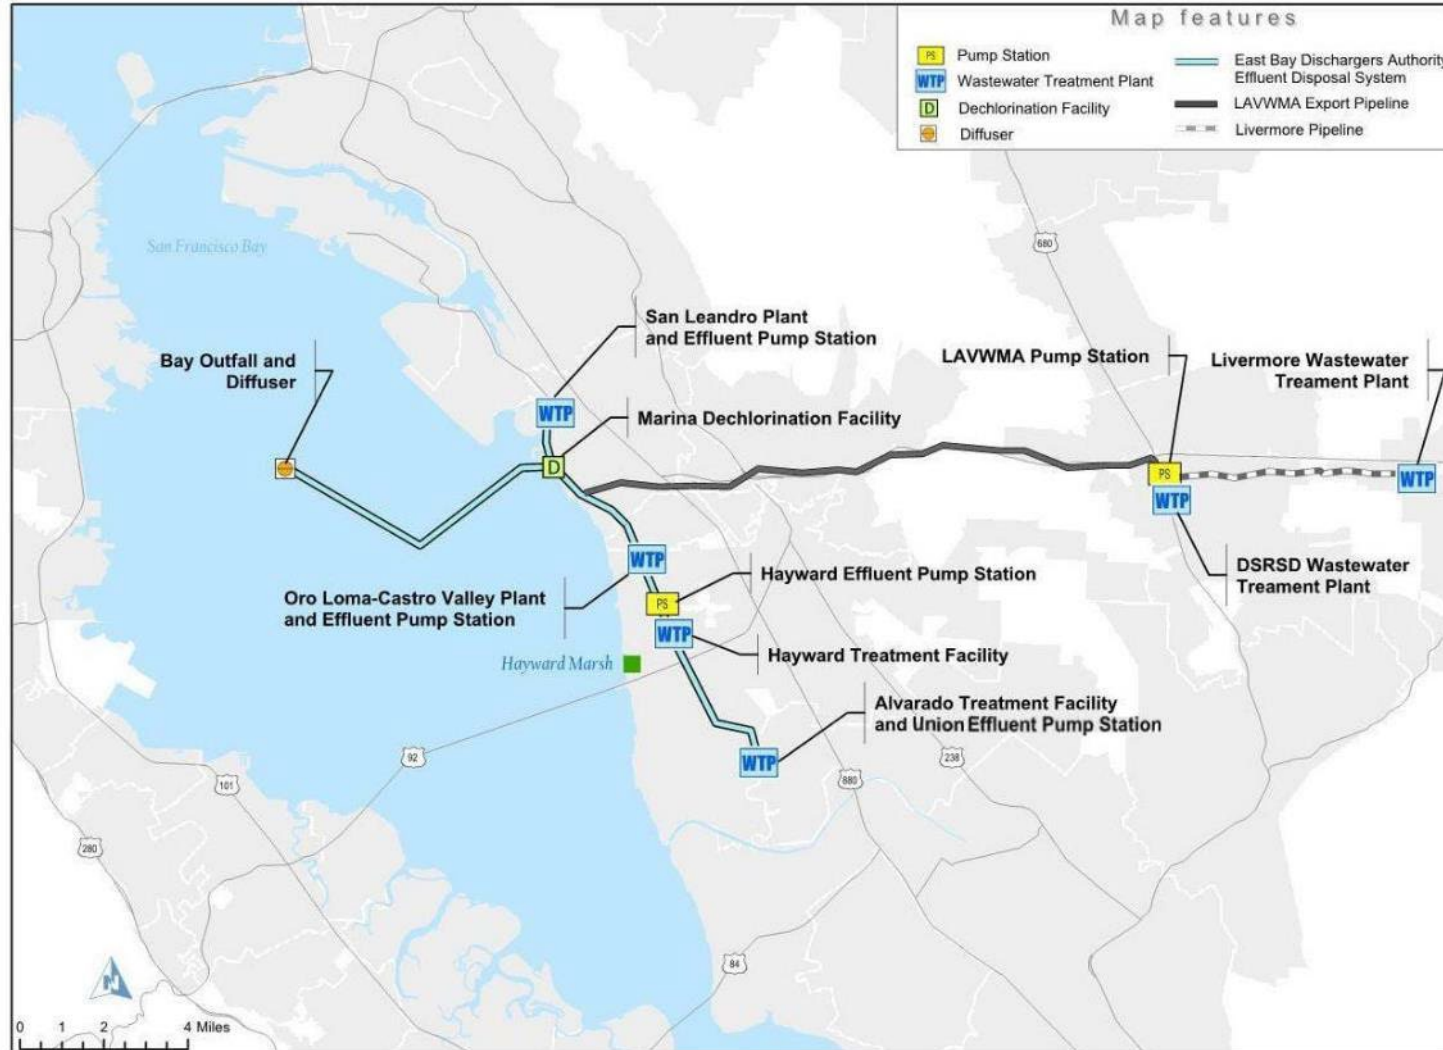 Map features
PS Pump Station
WTP Wastewater Treatment Plant
D Dechlorination Facility
Diffuser
East Bay Dischargers Authority
Effluent Disposal System
LAVWMA Export Pipeline
Livermore Pipeline
San Francisco Bay
680
San Leandro Plant
and Effluent Pump Station
Bay Outfall and
Diffuser
LAVWMA Pump Station
Livermore Wastewater
Treament Plant
WTP
Marina Dechlorination Facility
D
PS
WTP
WTP
DSRSD Wastewater
Treament Plant
WTP
Hayward Effluent Pump Station
Oro Loma-Castro Valley Plant
and Effluent Pump Station
PS
WTP
Hayward Treatment Facility
Hayward Marsh
Alvarado Treatment Facility
and Union Effluent Pump Station
WTP
92
101
880
238
280
84
N
0 1 2 4 Miles